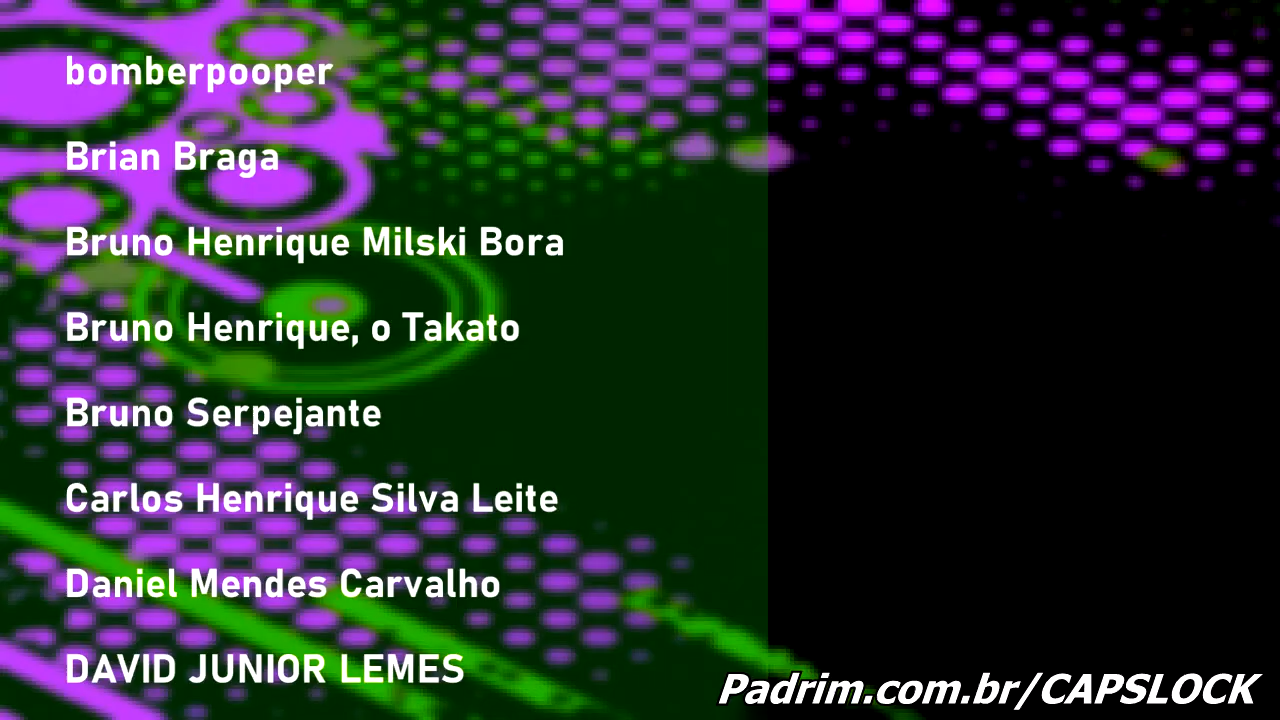 bomberpooper
Brian Braga
Bruno Henrique Milski Bora
Bruno Henrique, o Takato
Bruno Serpejante
Carlos Henrique Silva Leite
Daniel Mendes Carvalho
DAVID JUNIOR LEMES
Padrim.com.br/CAPSLOCK